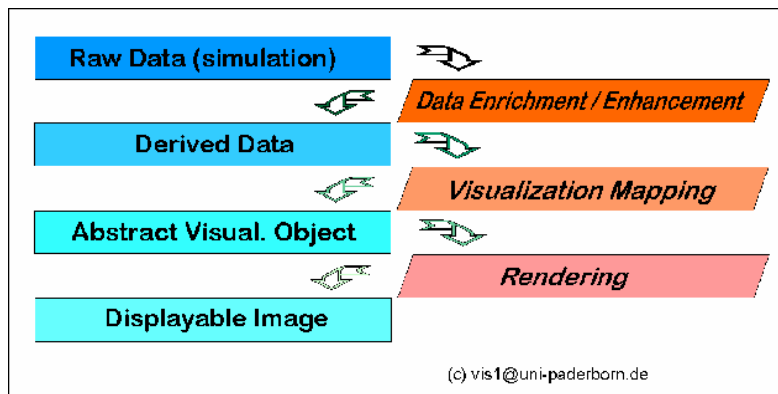 Raw Data (simulation)
Data Enrichment / Enhancement
Derived Data
Visualization Mapping
Abstract Visual. Object
Rendering
Displayable Image
(c) vis1@uni-paderborn.de